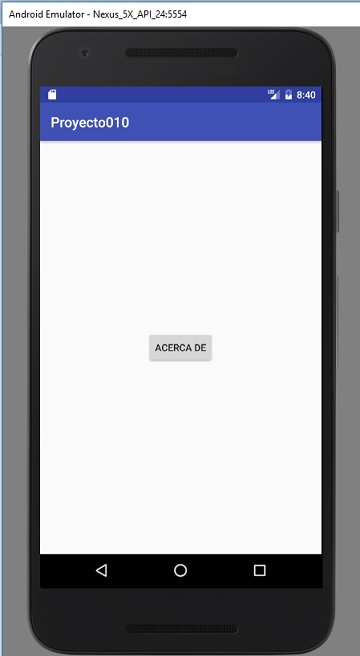 Android Emulator - Nexus_5X_API_24:5554
8:40
Proyecto010
ACERCA DE